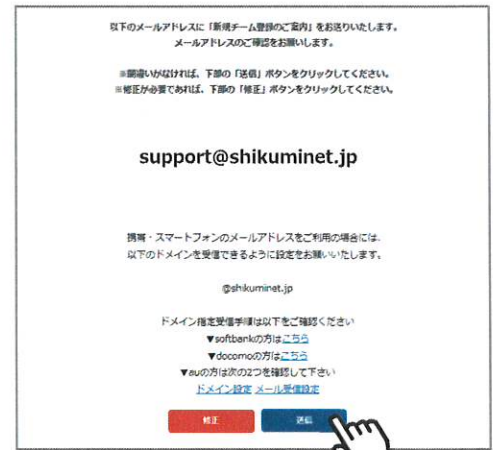 以下のメールアドレスに「新規チーム登録のご案内」をお送りいたします。
メールアドレスのご確認をお願いします。
※間違いがなければ、下部の「送信」ボタンをクリックしてください。
※修正が必要であれば、下部の「修正」ボタンをクリックしてください。
support@shikuminet.jp
携帯・スマートフォンのメールアドレスをご利用の場合には、
以下のドメインを受信できるように設定をお願いいたします。
@shikuminet.jp
ドメイン指定受信手順は以下をご確認ください
▼softbankの方はこちら
▼docomoの方はこちら
▼auの方は次の2つを確認して下さい
ドメイン設定 メール受信設定
修正 送信